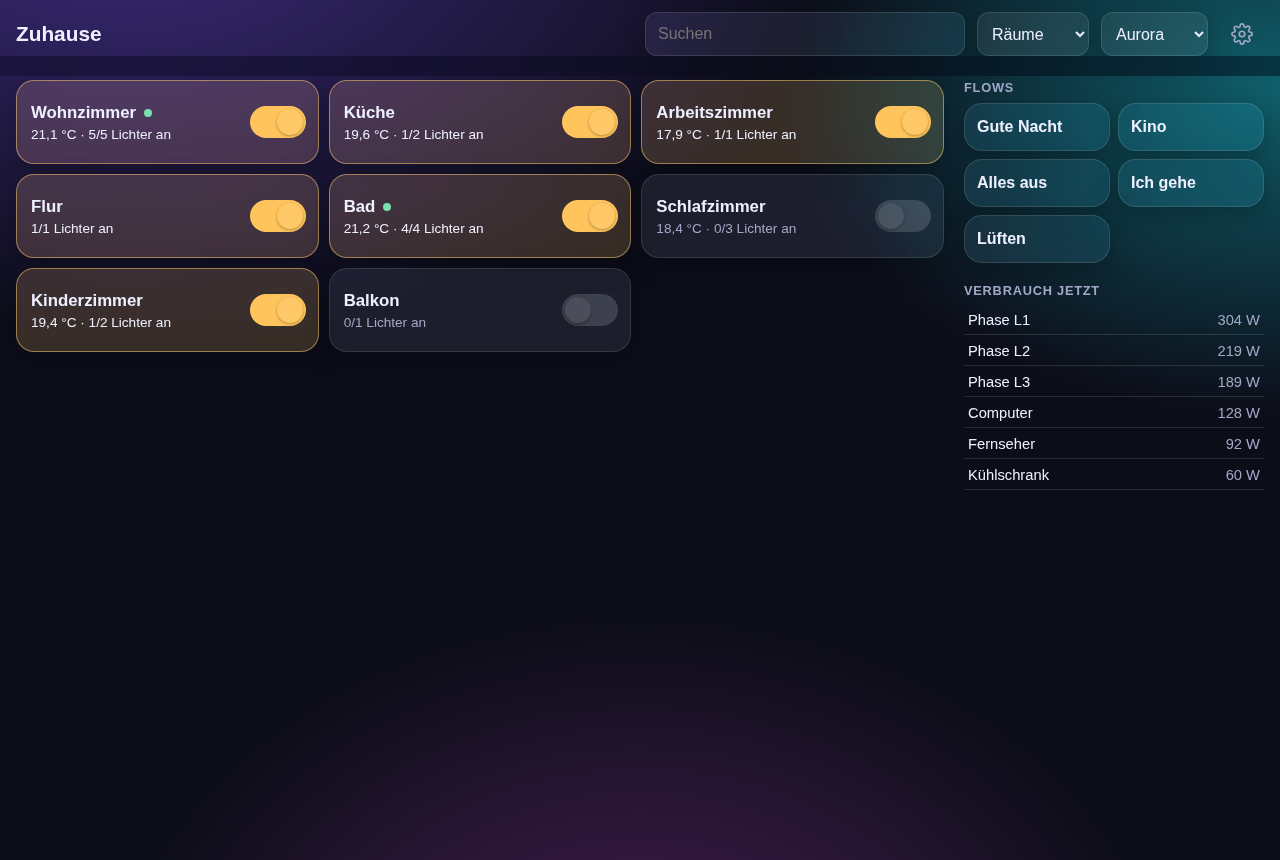 Zuhause
Suchen
Räume
Aurora
Wohnzimmer
21,1 °C · 5/5 Lichter an
Küche
19,6 °C · 1/2 Lichter an
Arbeitszimmer
17,9 °C · 1/1 Lichter an
Flur
1/1 Lichter an
Bad
21,2 °C · 4/4 Lichter an
Schlafzimmer
18,4 °C · 0/3 Lichter an
Kinderzimmer
19,4 °C · 1/2 Lichter an
Balkon
0/1 Lichter an
FLOWS
Gute Nacht
Kino
Alles aus
Ich gehe
Lüften
VERBRAUCH JETZT
Phase L1 304 W
Phase L2 219 W
Phase L3 189 W
Computer 128 W
Fernseher 92 W
Kühlschrank 60 W